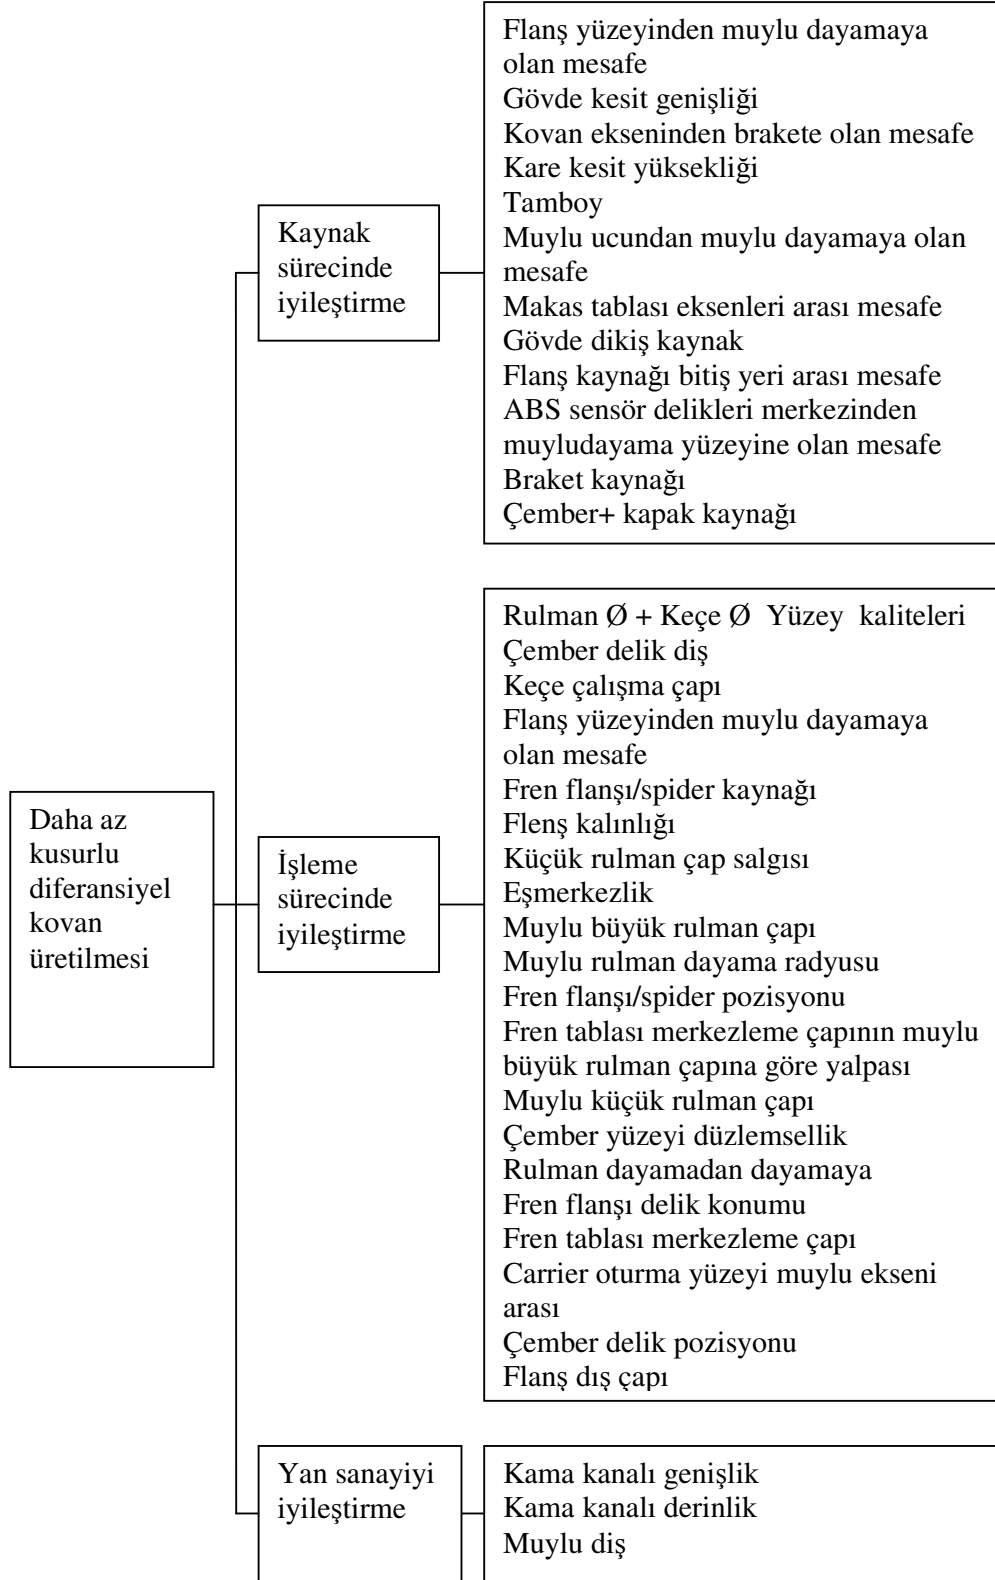 Flanş yüzeyinden muylu dayamaya
olan mesafe
Gövde kesit genişliği
Kovan ekseninden brakete olan mesafe
Kare kesit yüksekliği
Tamboy
Muylu ucundan muylu dayamaya olan
mesafe
Makas tablası eksenleri arası mesafe
Gövde dikiş kaynak
Flanş kaynağı bitiş yeri arası mesafe
ABS sensör delikleri merkezinden
muyludayama yüzeyine olan mesafe
Braket kaynağı
Çember+ kapak kaynağı
Kaynak
sürecinde
iyileştirme
Rulman Ø + Keçe Ø  Yüzey  kaliteleri
Çember delik diş
Keçe çalışma çapı
Flanş yüzeyinden muylu dayamaya
olan mesafe
Fren flanşı/spider kaynağı
Flenş kalınlığı
Küçük rulman çap salgısı
Eşmerkezlik
Muylu büyük rulman çapı
Muylu rulman dayama radyusu
Fren flanşı/spider pozisyonu
Fren tablası merkezleme çapının muylu
büyük rulman çapına göre yalpası
Muylu küçük rulman çapı
Çember yüzeyi düzlemsellik
Rulman dayamadan dayamaya
Fren flanşı delik konumu
Fren tablası merkezleme çapı
Carrier oturma yüzeyi muylu ekseni
arası
Çember delik pozisyonu
Flanş dış çapı
Daha az
kusurlu
diferansiyel
kovan
üretilmesi
İşleme
sürecinde
iyileştirme
Yan sanayiyi
iyileştirme
Kama kanalı genişlik
Kama kanalı derinlik
Muylu diş